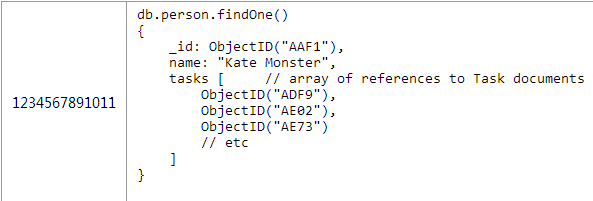 1234567891011
db.person.findOne()
{
    _id: ObjectID("AAF1"),
    name: "Kate Monster",
    tasks [     // array of references to Task documents
        ObjectID("ADF9"),
        ObjectID("AE02"),
        ObjectID("AE73")
        // etc
    ]
}